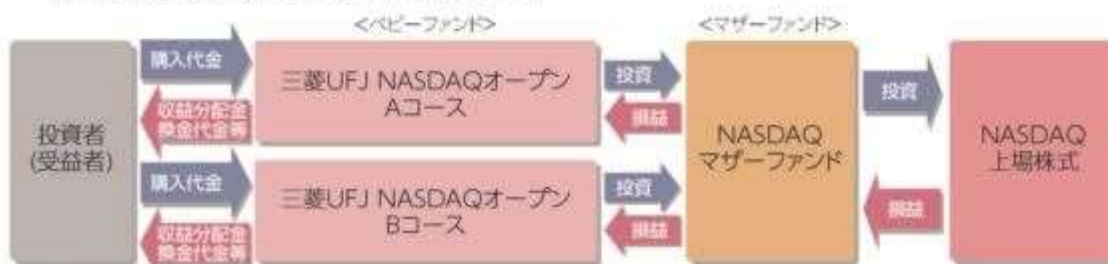 <ベビーファンド>
<マザーファンド>
投資者
(受益者)
購入代金
収益分配金
換金代金等
三菱UFJ NASDAQオープン
Aコース
投資
損益
購入代金
収益分配金
換金代金等
三菱UFJ NASDAQオープン
Bコース
投資
損益
NASDAQ
マザーファンド
投資
損益
NASDAQ
上場株式